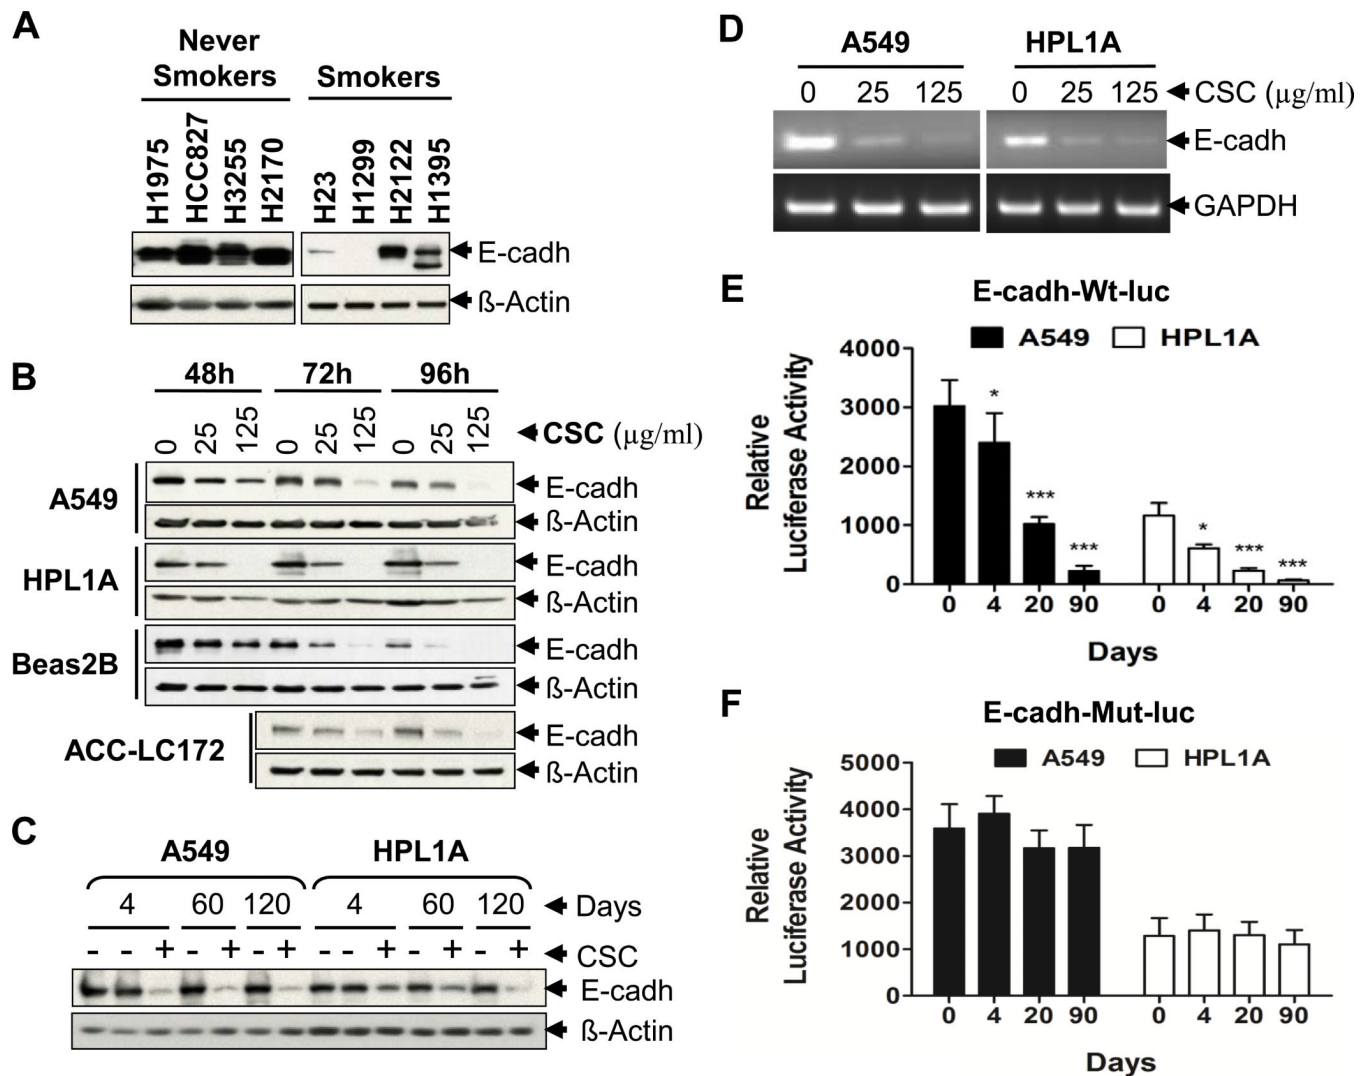 A
Never
Smokers
Smokers
H1975
HCC827
H3255
H2170
H23
H1299
H2122
H1395
E-cadh
ß-Actin
B
48h
72h
96h
0 25 125 0 25 125 0 25 125
CSC (µg/ml)
A549
E-cadh
ß-Actin
HPL1A
E-cadh
ß-Actin
Beas2B
E-cadh
ß-Actin
ACC-LC172
E-cadh
ß-Actin
C
A549
HPL1A
4 60 120 4 60 120 Days
- - + - + - + - - + - + - + CSC
E-cadh
ß-Actin
D
A549
HPL1A
0 25 125 0 25 125 CSC (µg/ml)
E-cadh
GAPDH
E
E-cadh-Wt-luc
A549 HPL1A
Relative
Luciferase Activity
4000
3000
2000
1000
0
* *** *** * *** ***
0 4 20 90 0 4 20 90
Days
F
E-cadh-Mut-luc
A549 HPL1A
Relative
Luciferase Activity
5000
4000
3000
2000
1000
0
0 4 20 90 0 4 20 90
Days